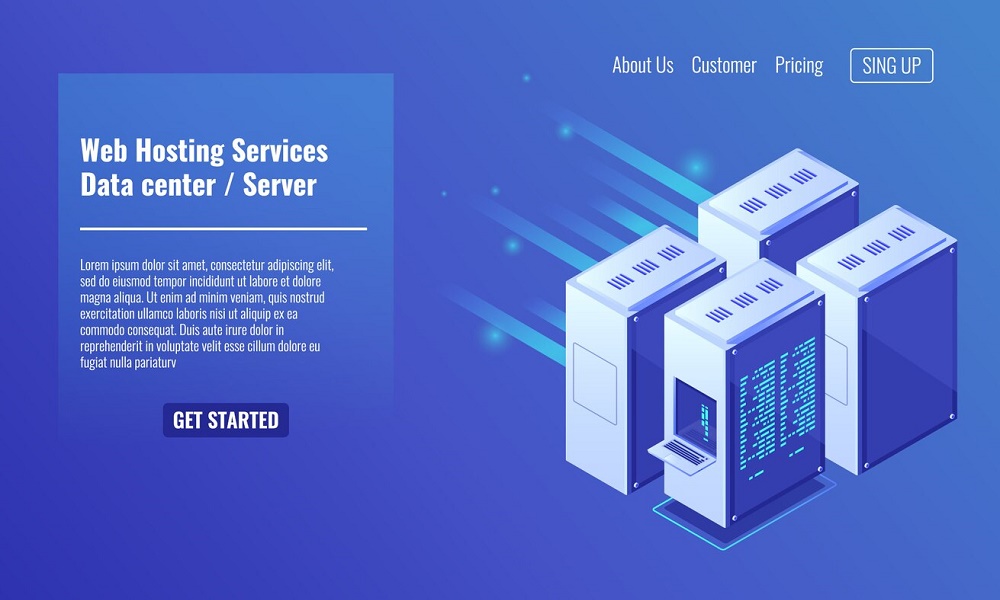 About Us Customer Pricing SING UP
Web Hosting Services
Data center / Server
Lorem ipsum dolor sit amet, consectetur adipiscing elit,
sed do eiusmod tempor incididunt ut labore et dolore
magna aliqua. Ut enim ad minim veniam, quis nostrud
exercitation ullamco laboris nisi ut aliquip ex ea
commodo consequat. Duis aute irure dolor in
reprehenderit in voluptate velit esse cillum dolore eu
fugiat nulla pariaturv
GET STARTED